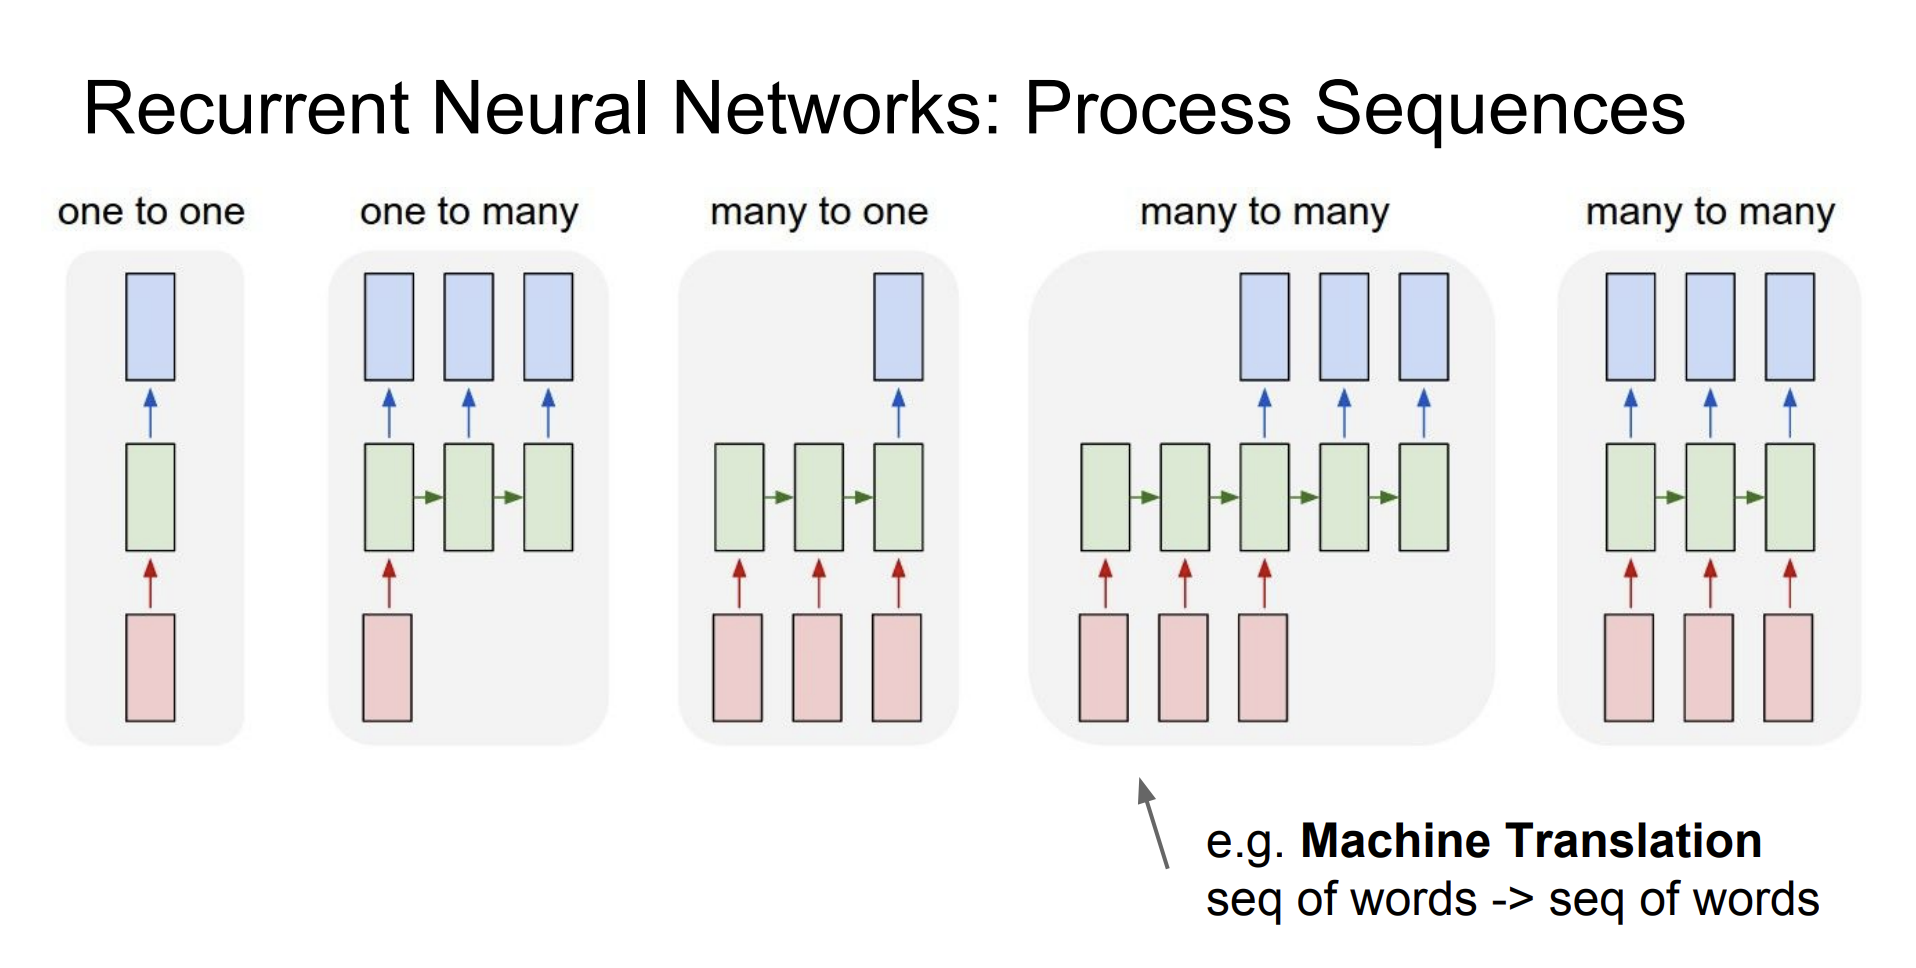 Recurrent Neural Networks: Process Sequences
one to one
one to many
many to one
many to many
many to many
e.g. Machine Translation
seq of words -> seq of words